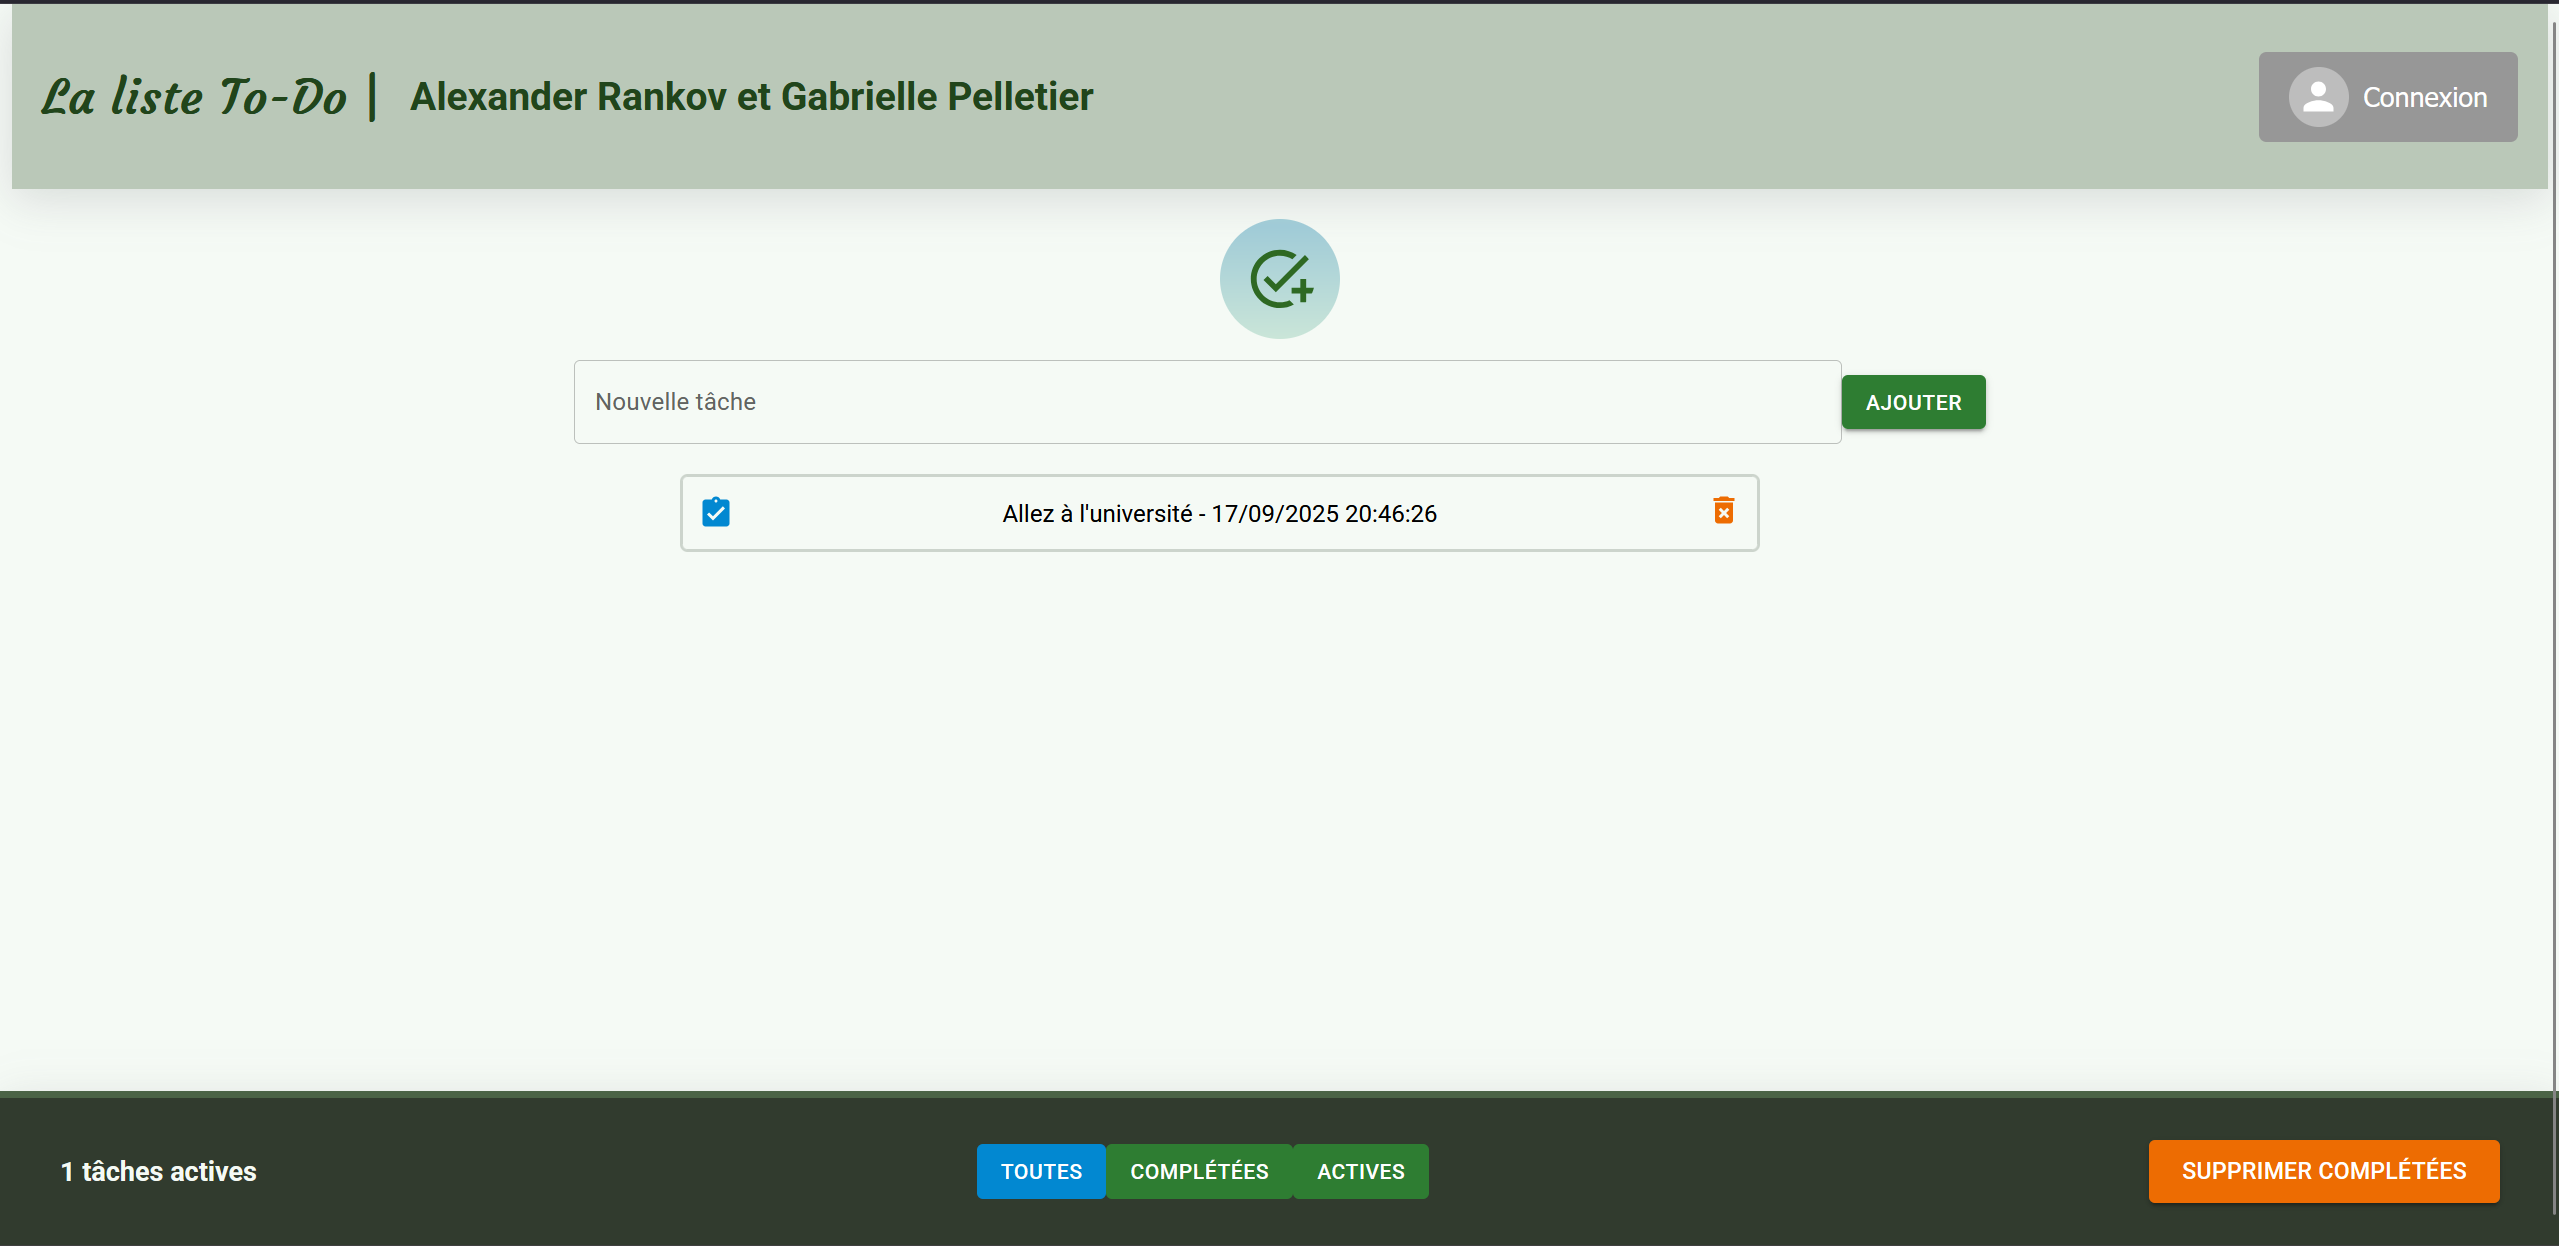 La liste To-Do | Alexander Rankov et Gabrielle Pelletier
Connexion
Nouvelle tâche
AJOUTER
Allez à l'université - 17/09/2025 20:46:26
1 tâches actives
TOUTES
COMPLÉTÉES
ACTIVES
SUPPRIMER COMPLÉTÉES